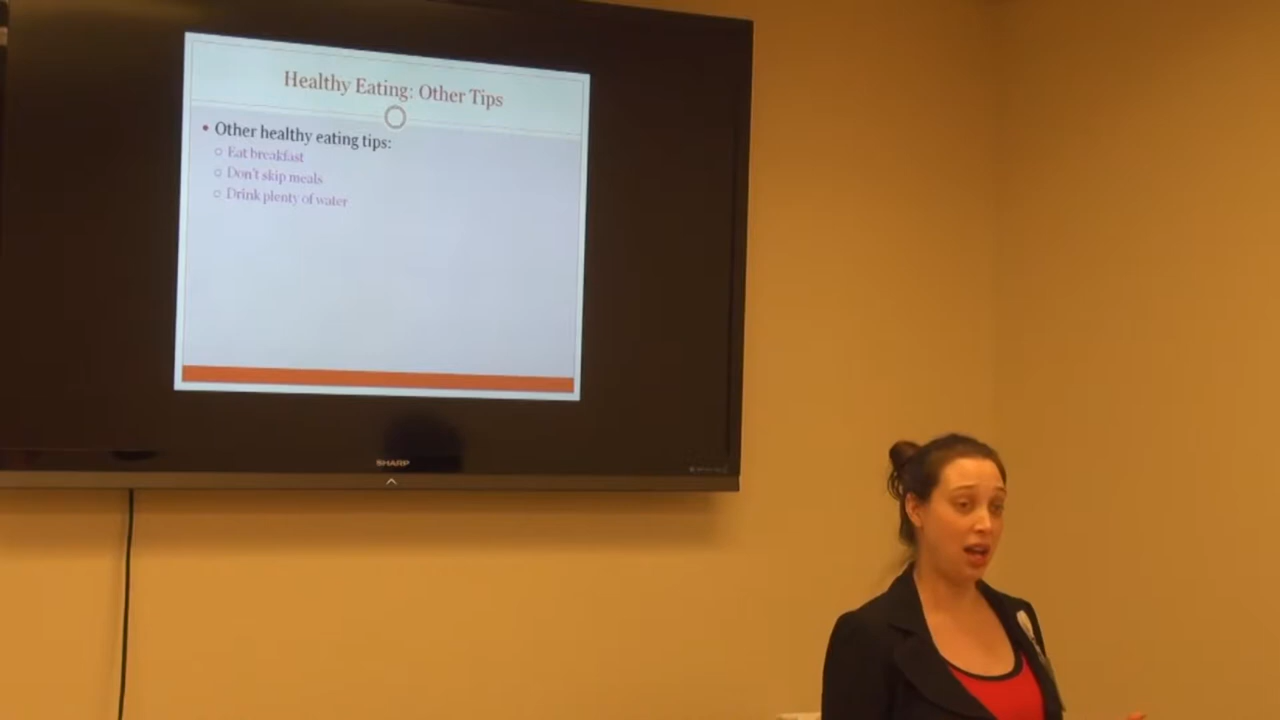 Healthy Eating: Other Tips
• Other healthy eating tips:
○ Eat breakfast
○ Don't skip meals
○ Drink plenty of water
SHARP